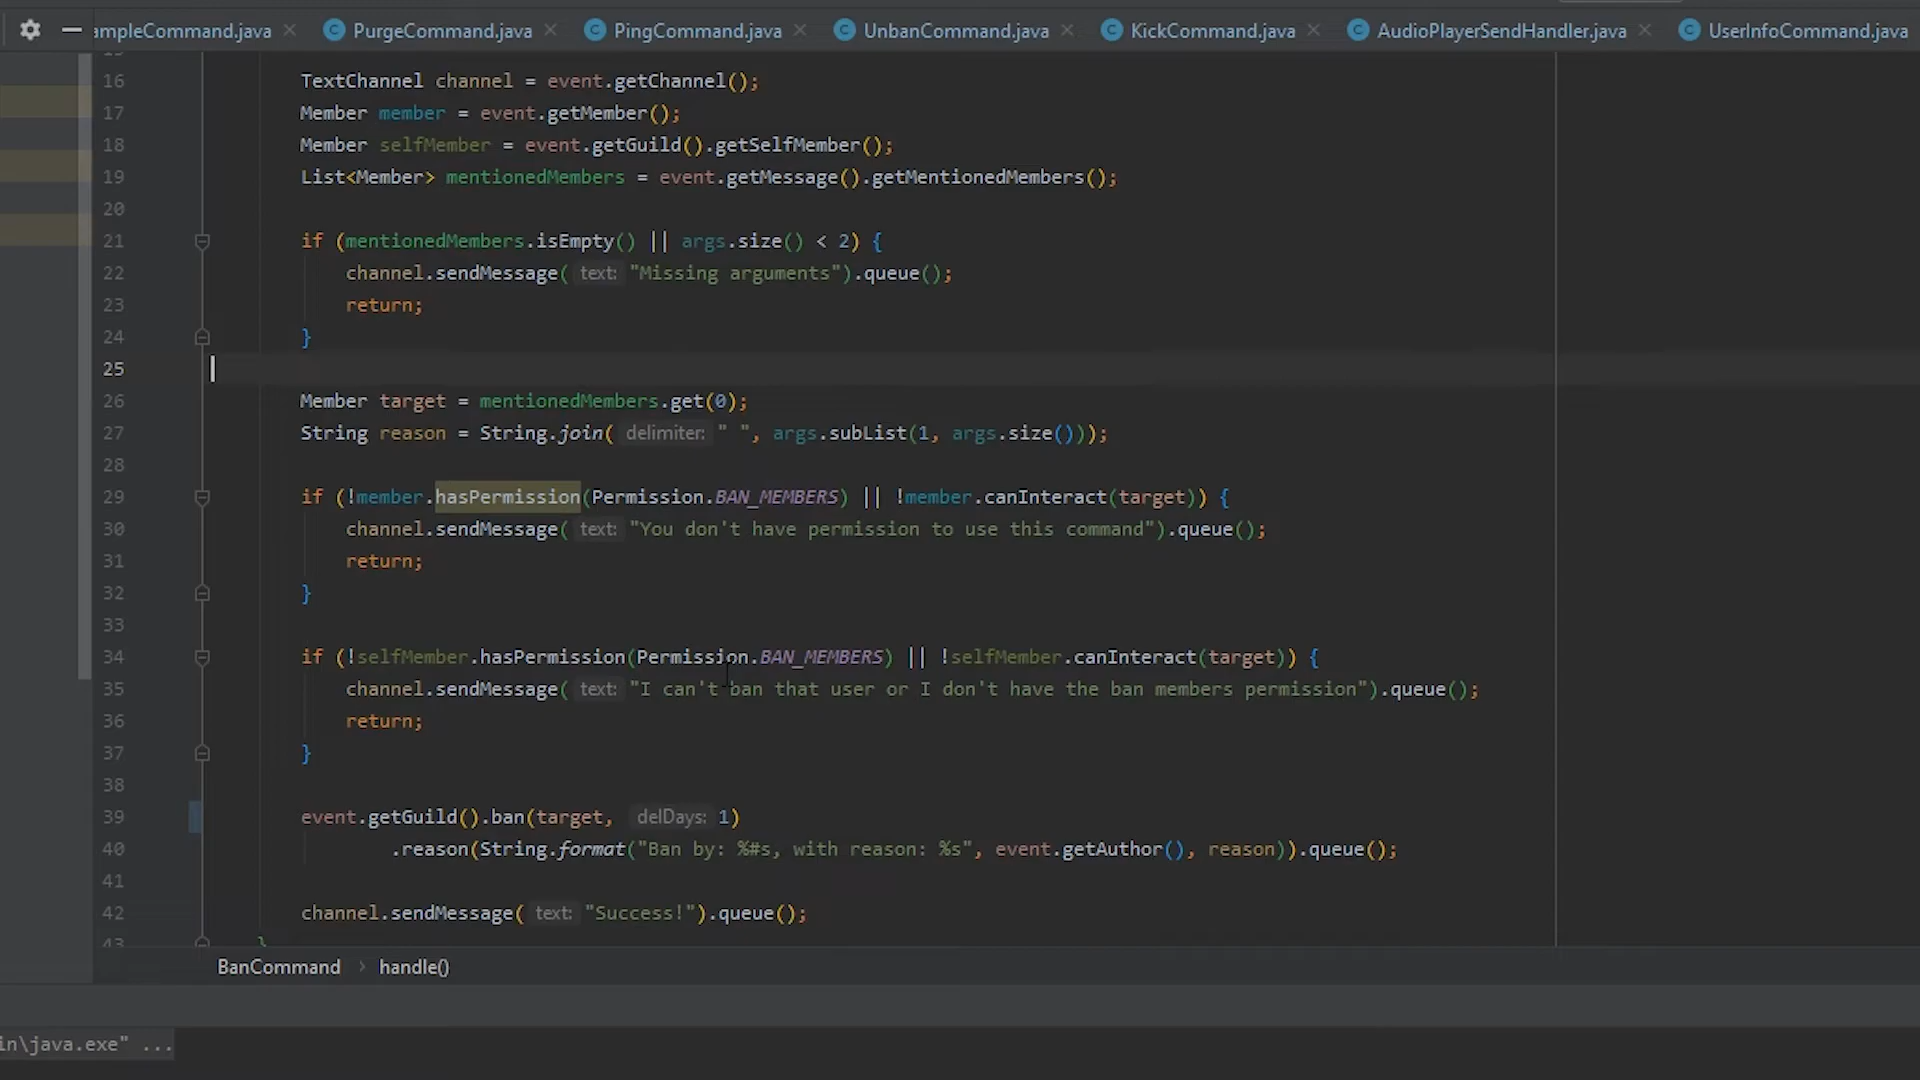 ampleCommand.java PurgeCommand.java PingCommand.java UnbanCommand.java KickCommand.java AudioPlayerSendHandler.java UserInfoCommand.java
16 TextChannel channel = event.getChannel();
17 Member member = event.getMember();
18 Member selfMember = event.getGuild().getSelfMember();
19 List<Member> mentionedMembers = event.getMessage().getMentionedMembers();
20
21 if (mentionedMembers.isEmpty() || args.size() < 2) {
22 channel.sendMessage( text: "Missing arguments").queue();
23 return;
24 }
25
26 Member target = mentionedMembers.get(0);
27 String reason = String.join( delimiter: " ", args.subList(1, args.size()));
28
29 if (!member.hasPermission(Permission.BAN_MEMBERS) || !member.canInteract(target)) {
30 channel.sendMessage( text: "You don't have permission to use this command").queue();
31 return;
32 }
33
34 if (!selfMember.hasPermission(Permission.BAN_MEMBERS) || !selfMember.canInteract(target)) {
35 channel.sendMessage( text: "I can't ban that user or I don't have the ban members permission").queue();
36 return;
37 }
38
39 event.getGuild().ban(target, delDays: 1)
40 .reason(String.format("Ban by: %#s, with reason: %s", event.getAuthor(), reason)).queue();
41
42 channel.sendMessage( text: "Success!").queue();
43 }
BanCommand > handle()
in\java.exe" ...